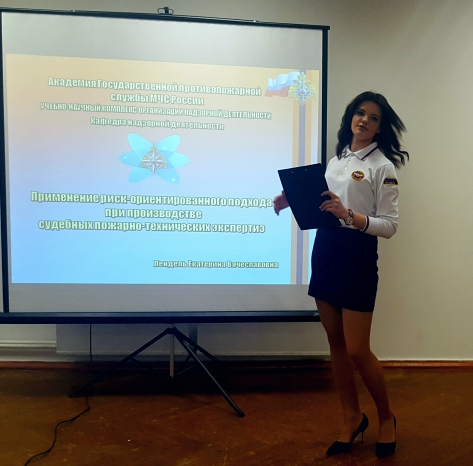 Академия Государственной противопожарной
службы МЧС России
УЧЕБНО-НАУЧНЫЙ КОМПЛЕКС ОРГАНИЗАЦИИ НАДЗОРНОЙ ДЕЯТЕЛЬНОСТИ
Кафедра надзорной деятельности
Применение риск-ориентированного подхода
при производстве
судебных пожарно-технических экспертиз
Лендель Екатерина Вячеславовна